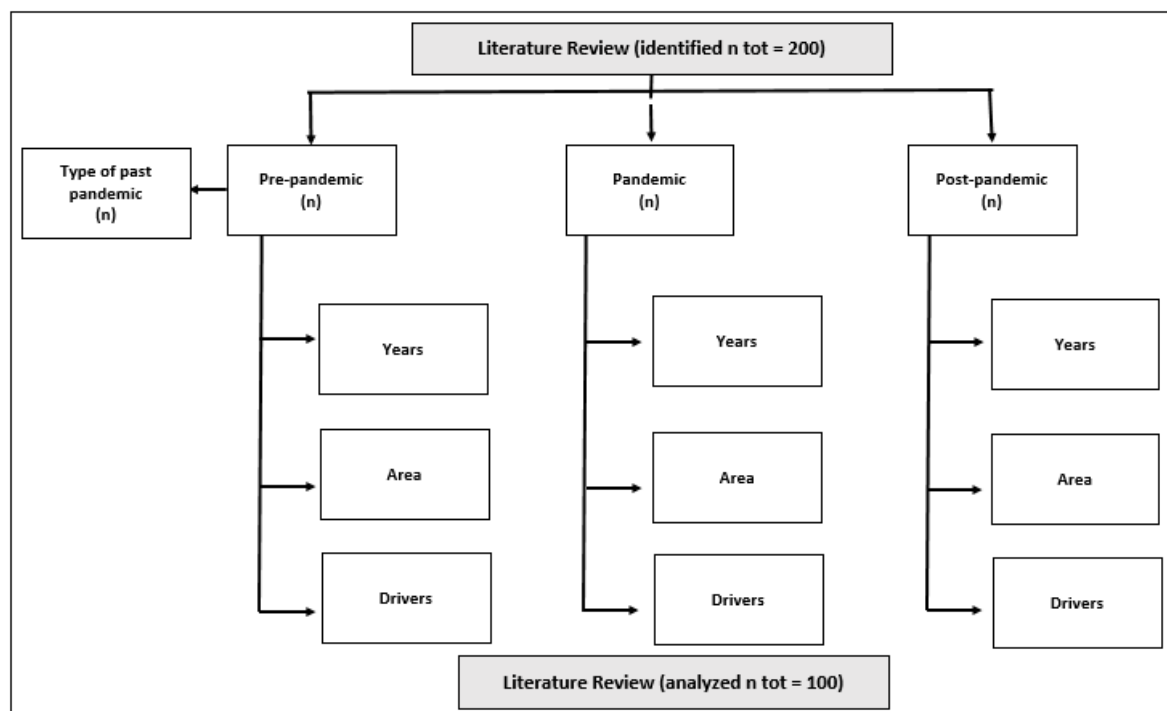 Literature Review (identified n tot = 200)
Type of past
pandemic
(n)
Pre-pandemic
(n)
Pandemic
(n)
Post-pandemic
(n)
Years
Years
Years
Area
Area
Area
Drivers
Drivers
Drivers
Literature Review (analyzed n tot = 100)